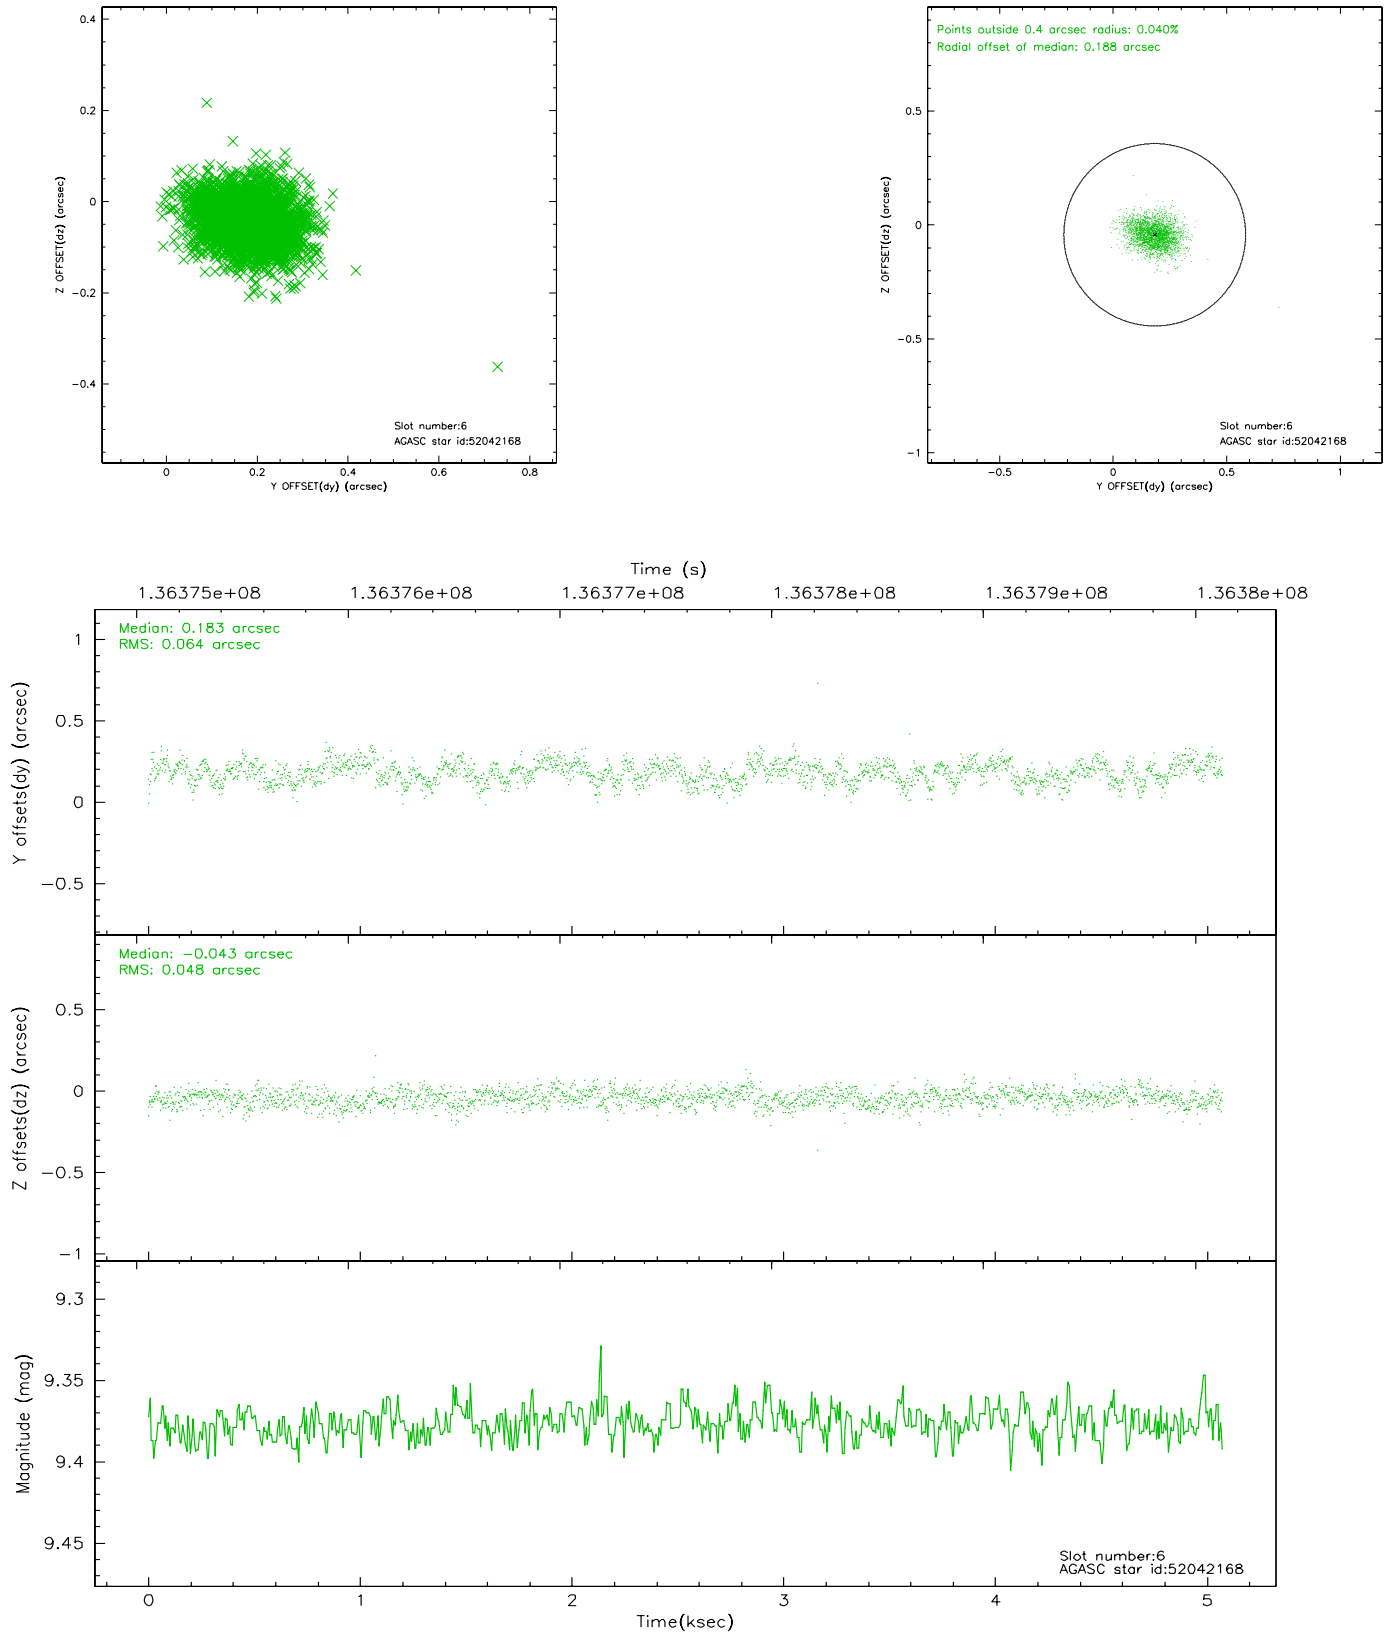 0.4
0.2
0
−0.2
−0.4
Z OFFSET(dz) (arcsec)
Slot number:6
AGASC star id:52042168
0 0.2 0.4 0.6 0.8
Y OFFSET(dy) (arcsec)
Points outside 0.4 arcsec radius: 0.040%
Radial offset of median: 0.188 arcsec
0.5
0
−0.5
−1
Z OFFSET(dz) (arcsec)
Slot number:6
AGASC star id:52042168
−0.5 0 0.5 1
Y OFFSET(dy) (arcsec)
Time (s)
1.36375e+08 1.36376e+08 1.36377e+08 1.36378e+08 1.36379e+08 1.3638e+08
Median: 0.183 arcsec
RMS: 0.064 arcsec
1
0.5
0
−0.5
Y offsets(dy) (arcsec)
Median: −0.043 arcsec
RMS: 0.048 arcsec
0.5
0
−0.5
−1
Z offsets(dz) (arcsec)
9.3
9.35
9.4
9.45
Magnitude (mag)
Slot number:6
AGASC star id:52042168
0 1 2 3 4 5
Time(ksec)